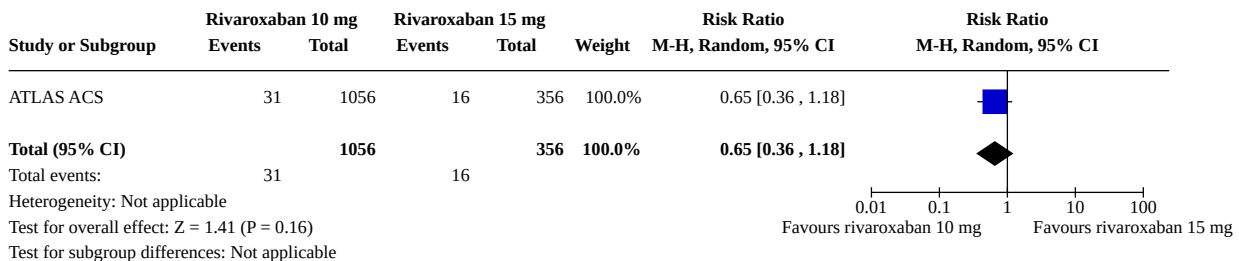 Rivaroxaban 10 mg Rivaroxaban 15 mg Risk Ratio Risk Ratio
Study or Subgroup Events Total Events Total Weight M-H, Random, 95% CI M-H, Random, 95% CI
ATLAS ACS 31 1056 16 356 100.0% 0.65 [0.36 , 1.18]
Total (95% CI) 1056 356 100.0% 0.65 [0.36 , 1.18]
Total events: 31 16
Heterogeneity: Not applicable
0.01 0.1 1 10 100
Test for overall effect: Z = 1.41 (P = 0.16) Favours rivaroxaban 10 mg Favours rivaroxaban 15 mg
Test for subgroup differences: Not applicable